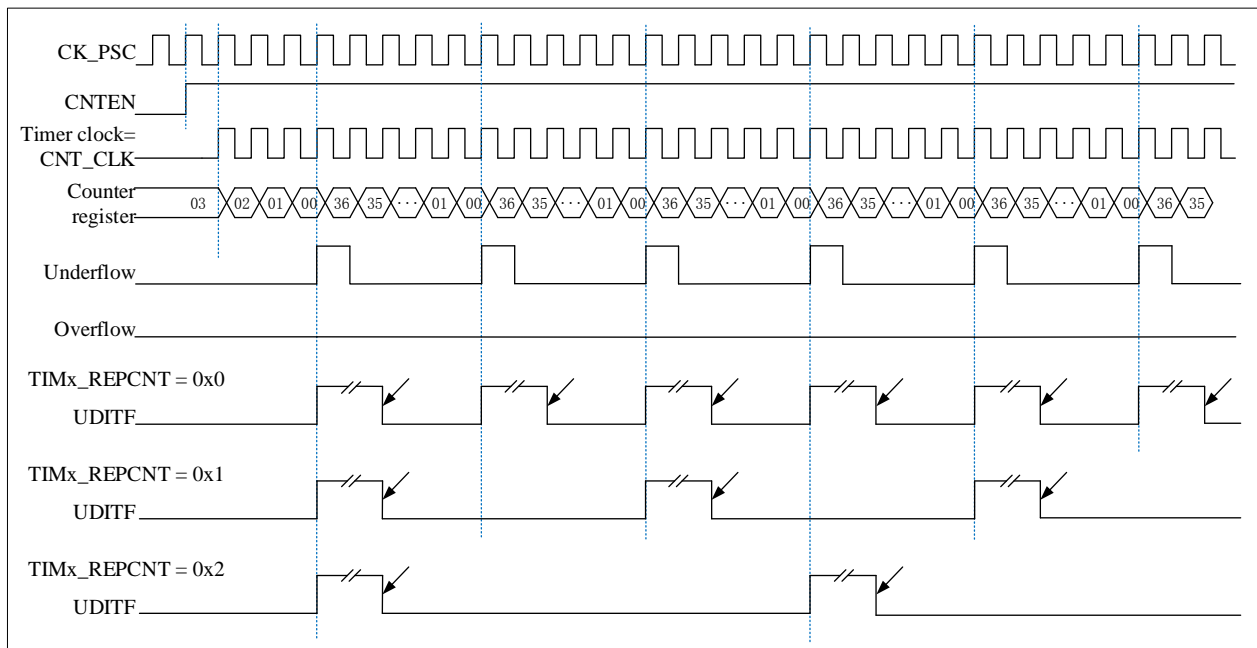 CK_PSC
CNTEN
Timer clock=
CNT_CLK
Counter
register
03 02 01 00 36 35 ··· 01 00 36 35 ··· 01 00 36 35 ··· 01 00 36 35 ··· 01 00 36 35 ··· 01 00 36 35
Underflow
Overflow
TIMx_REPCNT = 0x0
UDITF
TIMx_REPCNT = 0x1
UDITF
TIMx_REPCNT = 0x2
UDITF